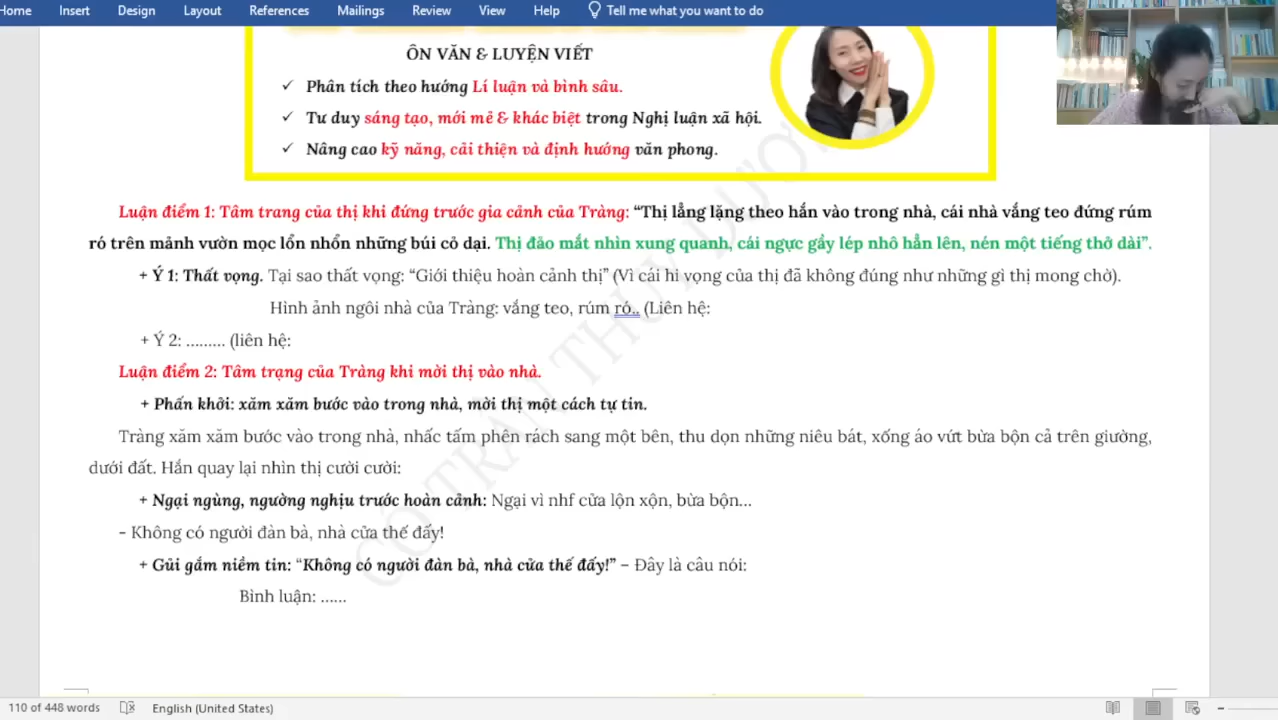 Home Insert Design Layout References Mailings Review View Help Tell me what you want to do
ÔN VĂN & LUYỆN VIẾT
✓ Phân tích theo hướng Lí luận và bình sâu.
✓ Tư duy sáng tạo, mới mẻ & khác biệt trong Nghị luận xã hội.
✓ Nâng cao kỹ năng, cải thiện và định hướng văn phong.
Luận điểm 1: Tâm trang của thị khi đứng trước gia cảnh của Tràng: “Thị lẳng lặng theo hắn vào trong nhà, cái nhà vắng teo đứng rúm
ró trên mảnh vườn mọc lổn nhổn những búi cỏ dại. Thị đảo mắt nhìn xung quanh, cái ngực gầy lép nhô hẳn lên, nén một tiếng thở dài”.
+ Ý 1: Thất vọng. Tại sao thất vọng: “Giới thiệu hoàn cảnh thị” (Vì cái hi vọng của thị đã không đúng như những gì thị mong chờ).
Hình ảnh ngôi nhà của Tràng: vắng teo, rúm ró.. (Liên hệ:
+ Ý 2: ......... (liên hệ:
Luận điểm 2: Tâm trạng của Tràng khi mời thị vào nhà.
+ Phấn khởi: xăm xăm bước vào trong nhà, mời thị một cách tự tin.
Tràng xăm xăm bước vào trong nhà, nhấc tấm phên rách sang một bên, thu dọn những niêu bát, xống áo vứt bừa bộn cả trên giường,
dưới đất. Hắn quay lại nhìn thị cười cười:
+ Ngại ngùng, ngường nghịu trước hoàn cảnh: Ngại vì nhf cửa lộn xộn, bừa bộn...
- Không có người đàn bà, nhà cửa thế đấy!
+ Gửi gắm niềm tin: “Không có người đàn bà, nhà cửa thế đấy!” – Đây là câu nói:
Bình luận: ......
CÔ TRẦN THÙY DƯƠN
110 of 448 words English (United States)